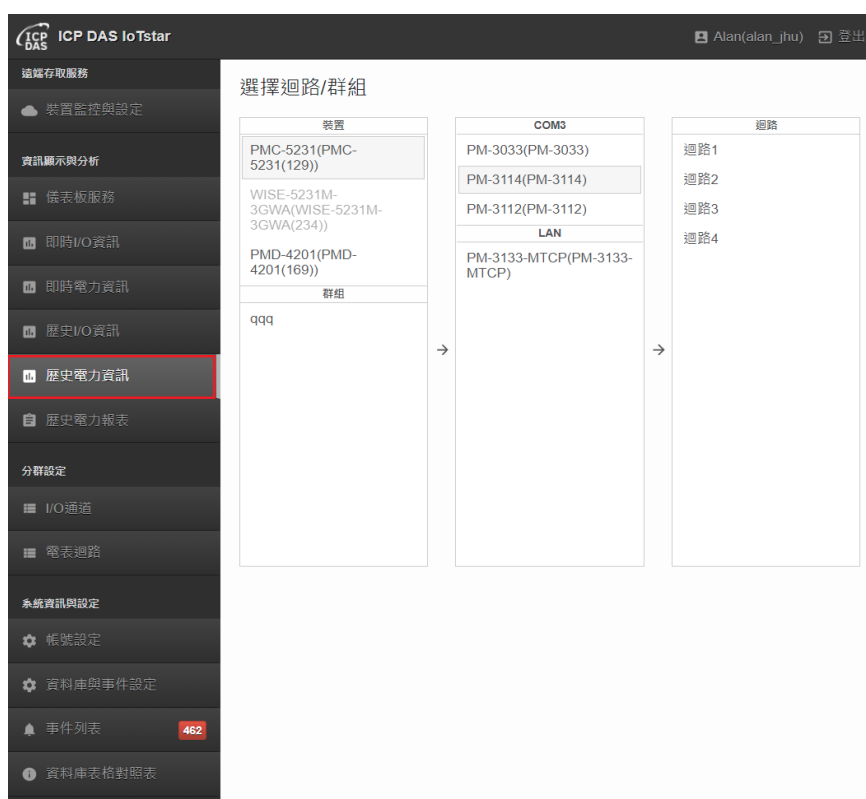 ICP DAS
ICP DAS IoTstar
Alan(alan_jhu) 登出
遠端存取服務
裝置監控與設定
資訊顯示與分析
儀表板服務
即時I/O資訊
即時電力資訊
歷史I/O資訊
歷史電力資訊
歷史電力報表
分群設定
I/O通道
電表迴路
系統資訊與設定
帳號設定
資料庫與事件設定
事件列表 462
資料庫表格對照表
選擇迴路/群組
裝置
PMC-5231(PMC-
5231(129))
WISE-5231M-
3GWA(WISE-5231M-
3GWA(234))
PMD-4201(PMD-
4201(169))
群組
qqq
→
COM3
PM-3033(PM-3033)
PM-3114(PM-3114)
PM-3112(PM-3112)
LAN
PM-3133-MTCP(PM-3133-
MTCP)
→
迴路
迴路1
迴路2
迴路3
迴路4